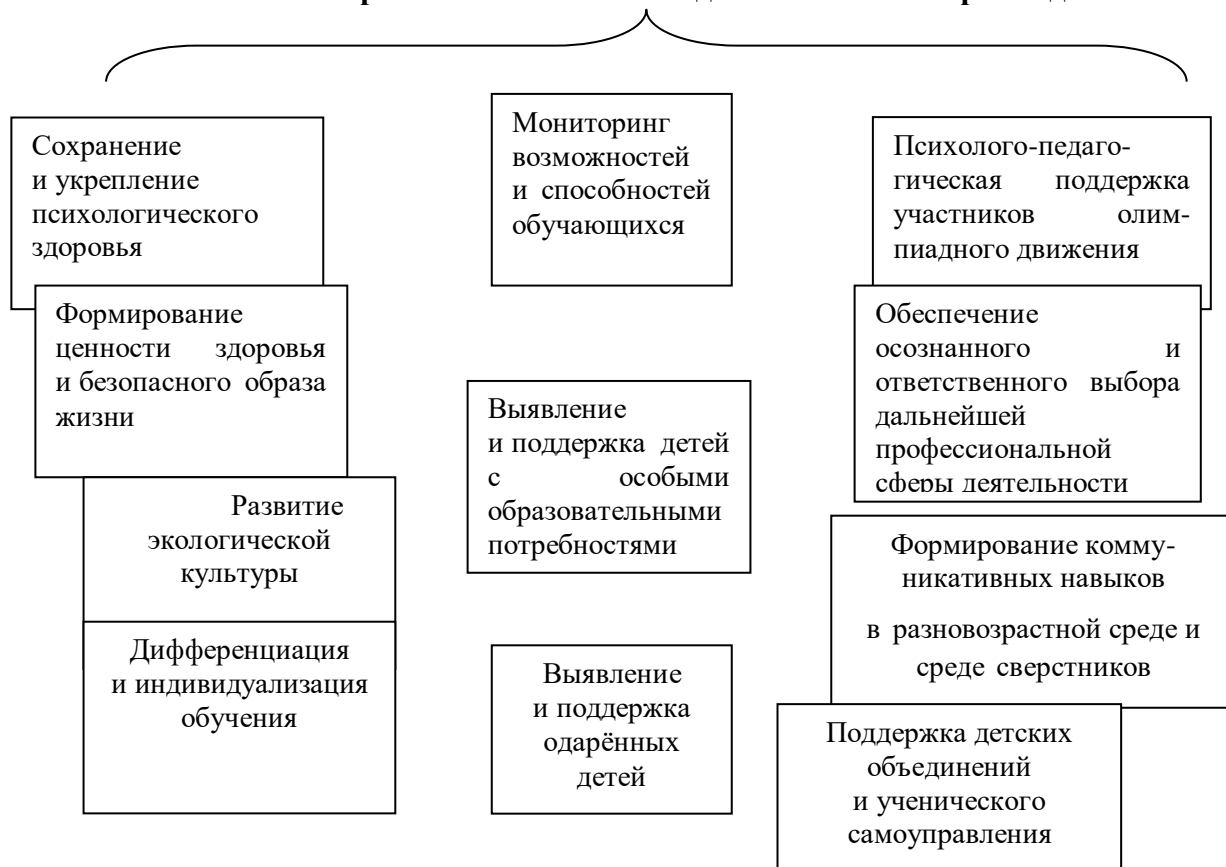 Сохранение
и укрепление
психологического
здоровья
Формирование
ценности здоровья
и безопасного образа
жизни
Развитие
экологической
культуры
Дифференциация
и индивидуализация
обучения
Мониторинг
возможностей
и способностей
обучающихся
Выявление
и поддержка детей
с особыми
образовательными
потребностями
Выявление
и поддержка
одарённых
детей
Психолого-педаго-
гическая поддержка
участников олим-
пиадного движения
Обеспечение
осознанного и
ответственного выбора
дальнейшей
профессиональной
сферы деятельности
Формирование комму-
никативных навыков
в разновозрастной среде и
среде сверстников
Поддержка детских
объединений
и ученического
самоуправления